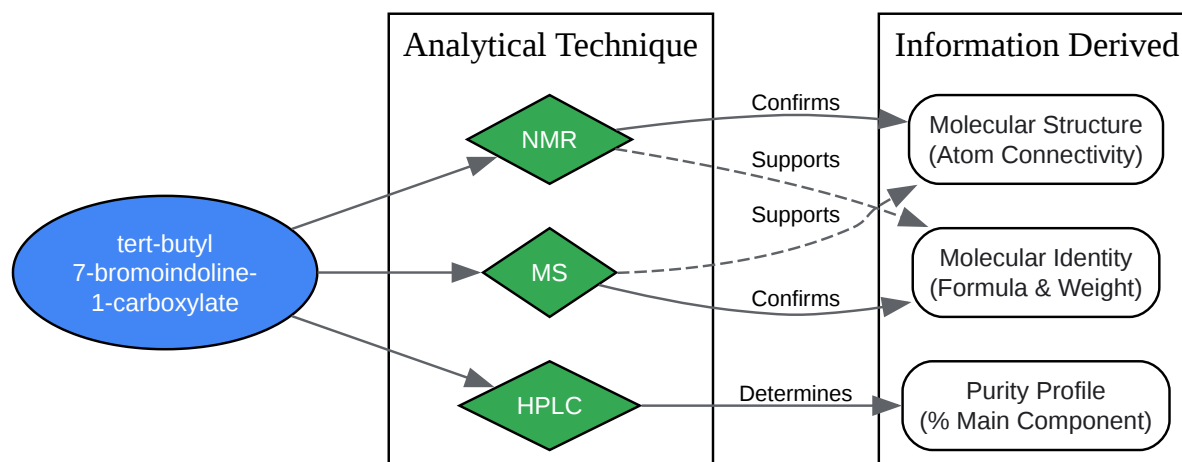 Analytical Technique
Information Derived
tert-butyl
7-bromoindoline-
1-carboxylate
NMR
MS
HPLC
Confirms
Supports
Supports
Confirms
Determines
Molecular Structure
(Atom Connectivity)
Molecular Identity
(Formula & Weight)
Purity Profile
(% Main Component)